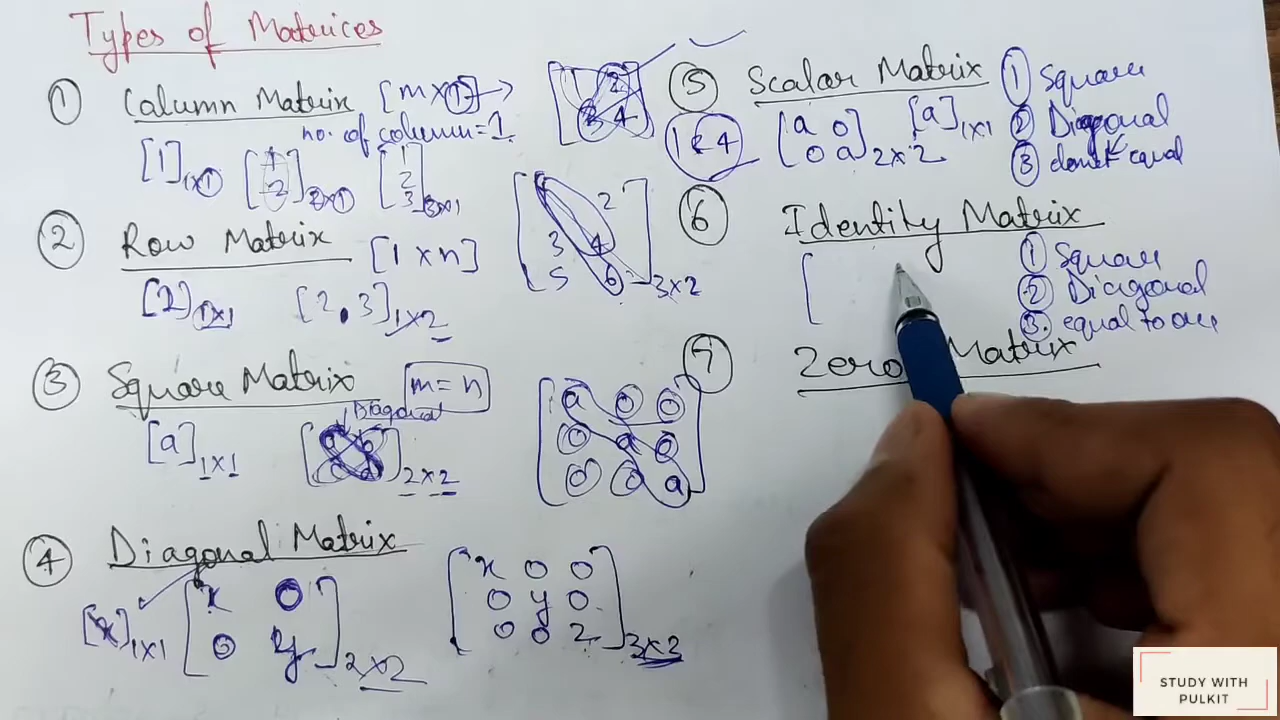 Types of Matrices
① Column Matrix [m×1] →
no. of column=1.
[1]1×1 [1 2]2×1 [1 2 3]3×1
② Row Matrix [1 × n]
[2]1×1 [2, 3]1×2
③ Square Matrix m = n
Diagonal
[a]1×1 2×2
④ Diagonal Matrix
[x]1×1
x 0
0 y 2×2
x 0 0
0 y 0
0 0 z 3×3
1 2
3 4
2
3 4
5 6 3×2
1 & 4
a 0 0
0 a 0
0 0 a
⑤ Scalar Matrix
a 0
0 a 2×2
[a]1×1
① Square
② Diagonal
③ equal
⑥ Identity Matrix
① Square
② Diagonal
③. equal to one
⑦ Zero Matrix
STUDY WITH
PULKIT